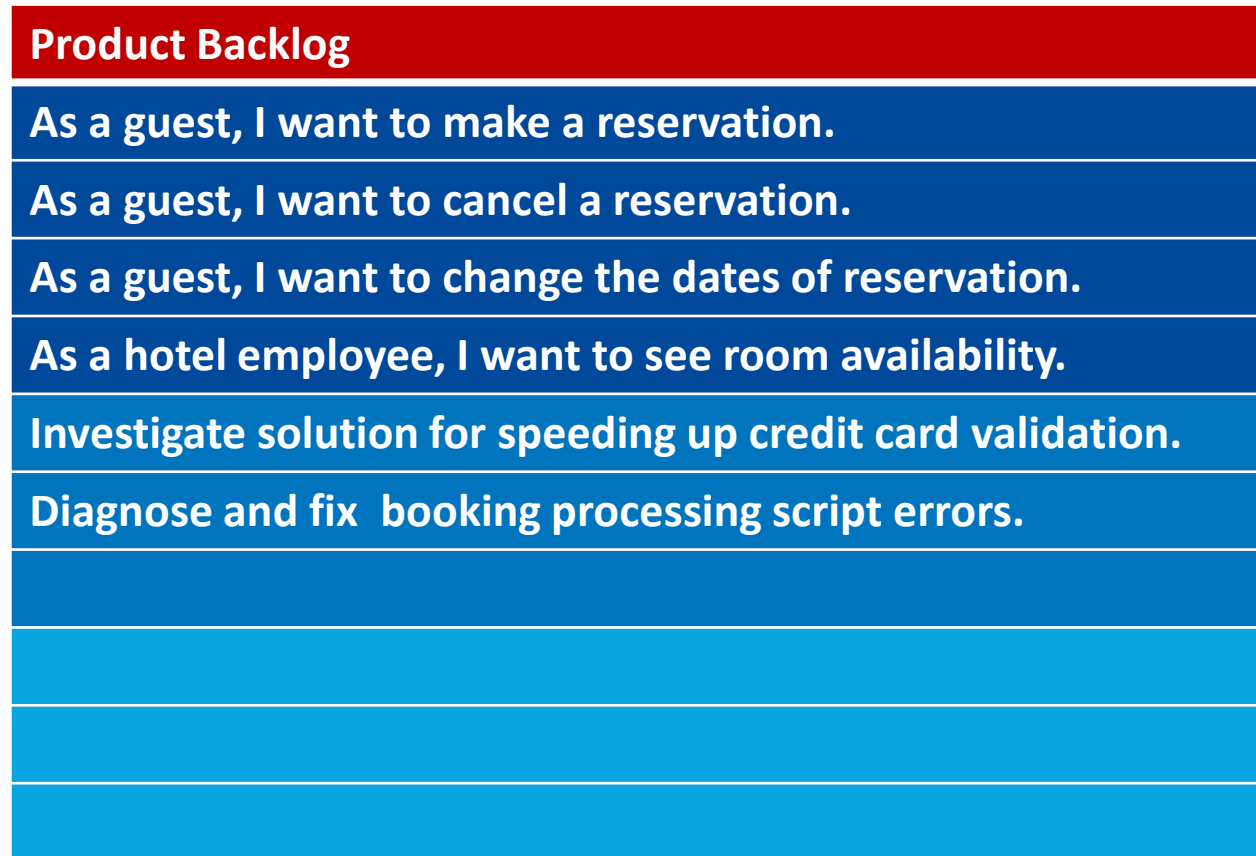 Product Backlog
As a guest, I want to make a reservation.
As a guest, I want to cancel a reservation.
As a guest, I want to change the dates of reservation.
As a hotel employee, I want to see room availability.
Investigate solution for speeding up credit card validation.
Diagnose and fix  booking processing script errors.